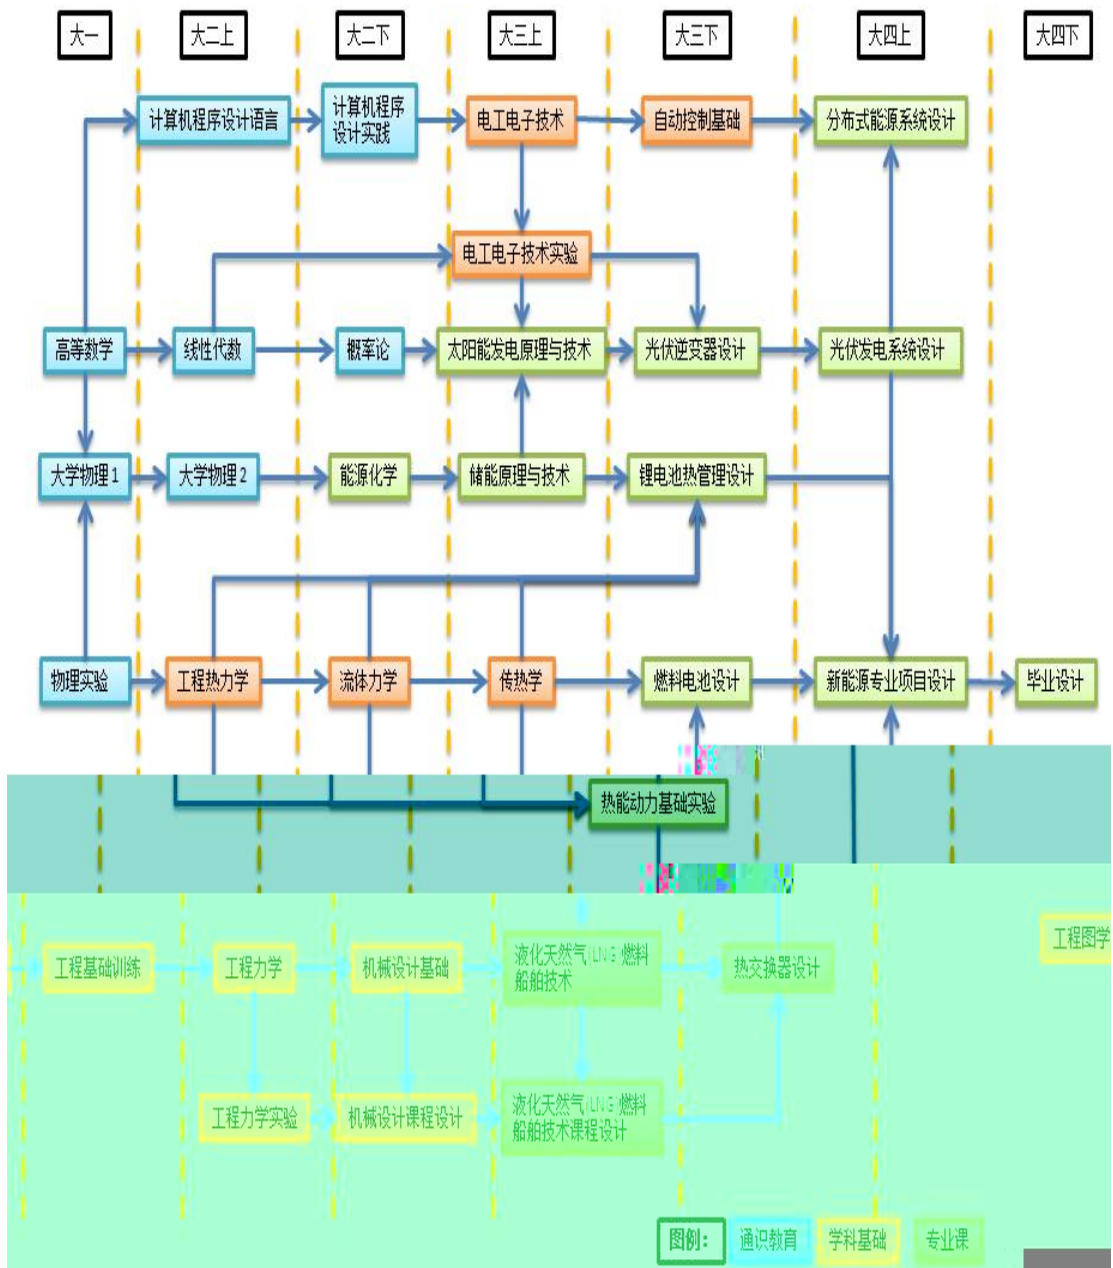 大一
大二上
大二下
大三上
大三下
大四上
大四下
计算机程序设计语言
计算机程序
设计实践
电工电子技术
自动控制基础
分布式能源系统设计
电工电子技术实验
高等数学
线性代数
概率论
太阳能发电原理与技术
光伏逆变器设计
光伏发电系统设计
大学物理1
大学物理2
能源化学
储能原理与技术
锂电池热管理设计
物理实验
工程热力学
流体力学
传热学
燃料电池设计
新能源专业项目设计
毕业设计
热能动力基础实验
工程基础训练
工程力学
机械设计基础
液化天然气(LNG)燃料
船舶技术
热交换器设计
工程图学
工程力学实验
机械设计课程设计
液化天然气(LNG)燃料
船舶技术课程设计
图例：
通识教育
学科基础
专业课